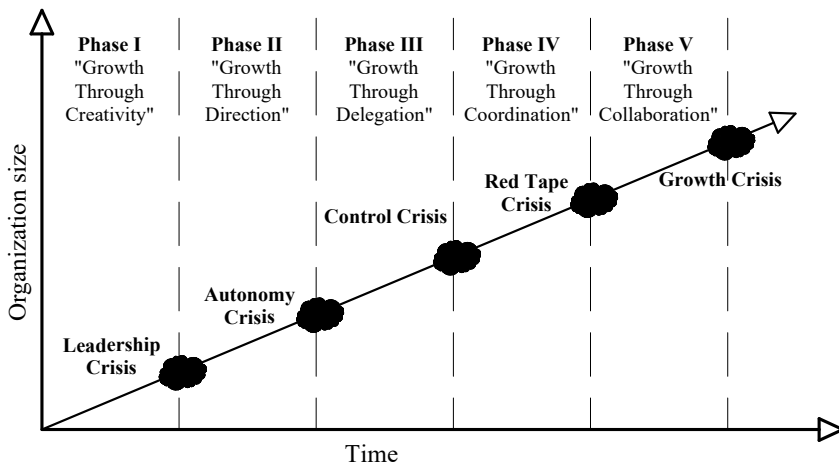 Phase I
"Growth
Through
Creativity"
Phase II
"Growth
Through
Direction"
Phase III
"Growth
Through
Delegation"
Phase IV
"Growth
Through
Coordination"
Phase V
"Growth
Through
Collaboration"
Organization size
Growth Crisis
Red Tape
Crisis
Control Crisis
Autonomy
Crisis
Leadership
Crisis
Time